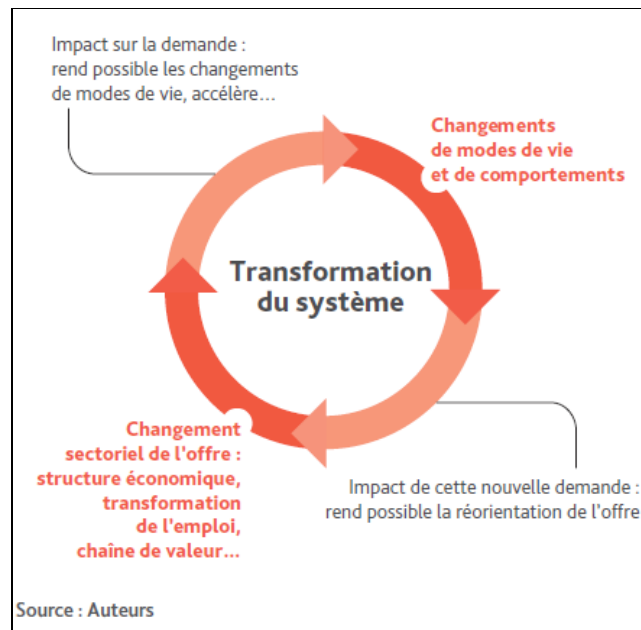 Impact sur la demande :
rend possible les changements
de modes de vie, accélère...
Changements
de modes de vie
et de comportements
Transformation
du système
Changement
sectoriel de l'offre :
structure économique,
transformation
de l'emploi,
chaîne de valeur...
Impact de cette nouvelle demande :
rend possible la réorientation de l'offre
Source : Auteurs